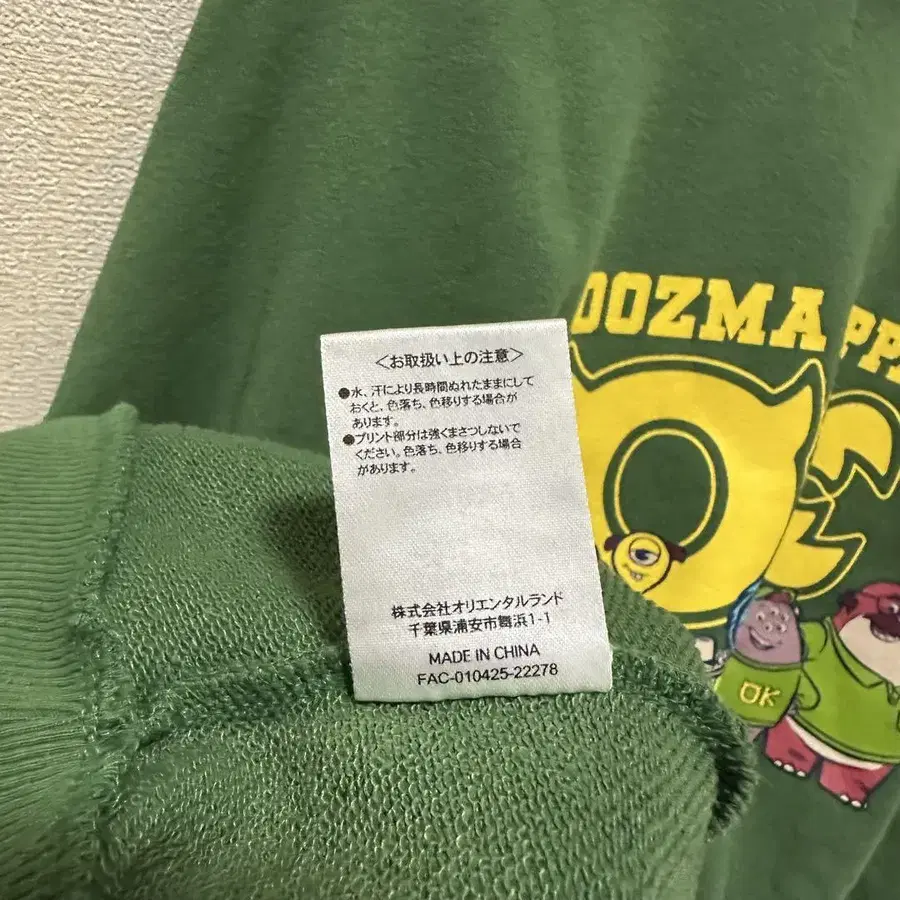 OOZMA
PP
<お取扱い上の注意>
●水、汗により長時間ぬれたままにして
おくと、色落ち、色移りする場合が
あります。
●プリント部分は強くまさつしないで
ください。色落ち、色移りする場合
があります。
株式会社オリエンタルランド
千葉県浦安市舞浜1-1
MADE IN CHINA
FAC-010425-22278
OK